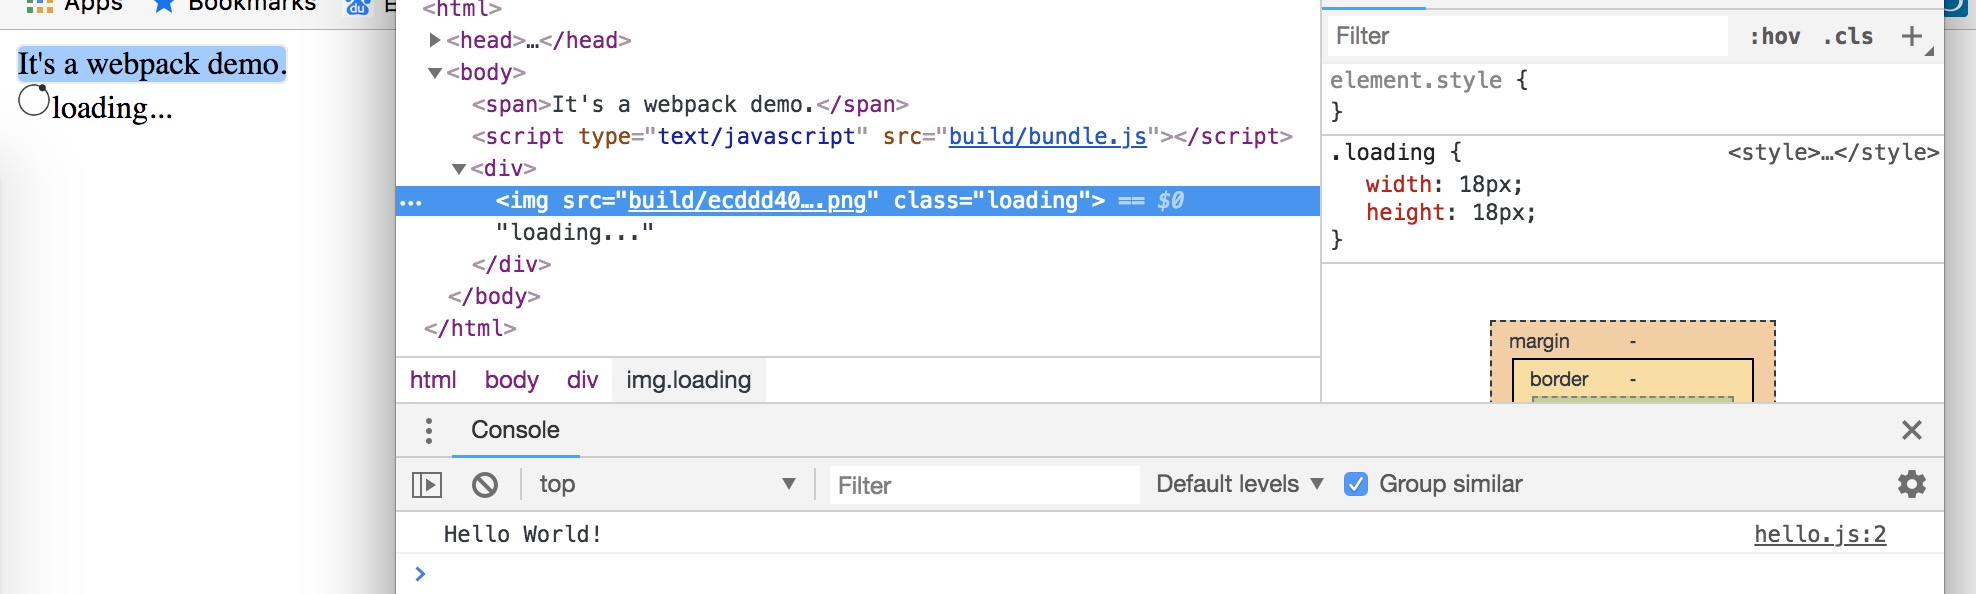 Apps Bookmarks
It's a webpack demo.
loading...
<html>
<head>…</head>
<body>
<span>It's a webpack demo.</span>
<script type="text/javascript" src="build/bundle.js"></script>
<div>
<img src="build/ecddd40….png" class="loading"> == $0
"loading..."
</div>
</body>
</html>
html body div img.loading
Filter :hov .cls +
element.style {
}
.loading { <style>…</style>
width: 18px;
height: 18px;
}
margin -
border -
Console
top Filter Default levels Group similar
Hello World! hello.js:2